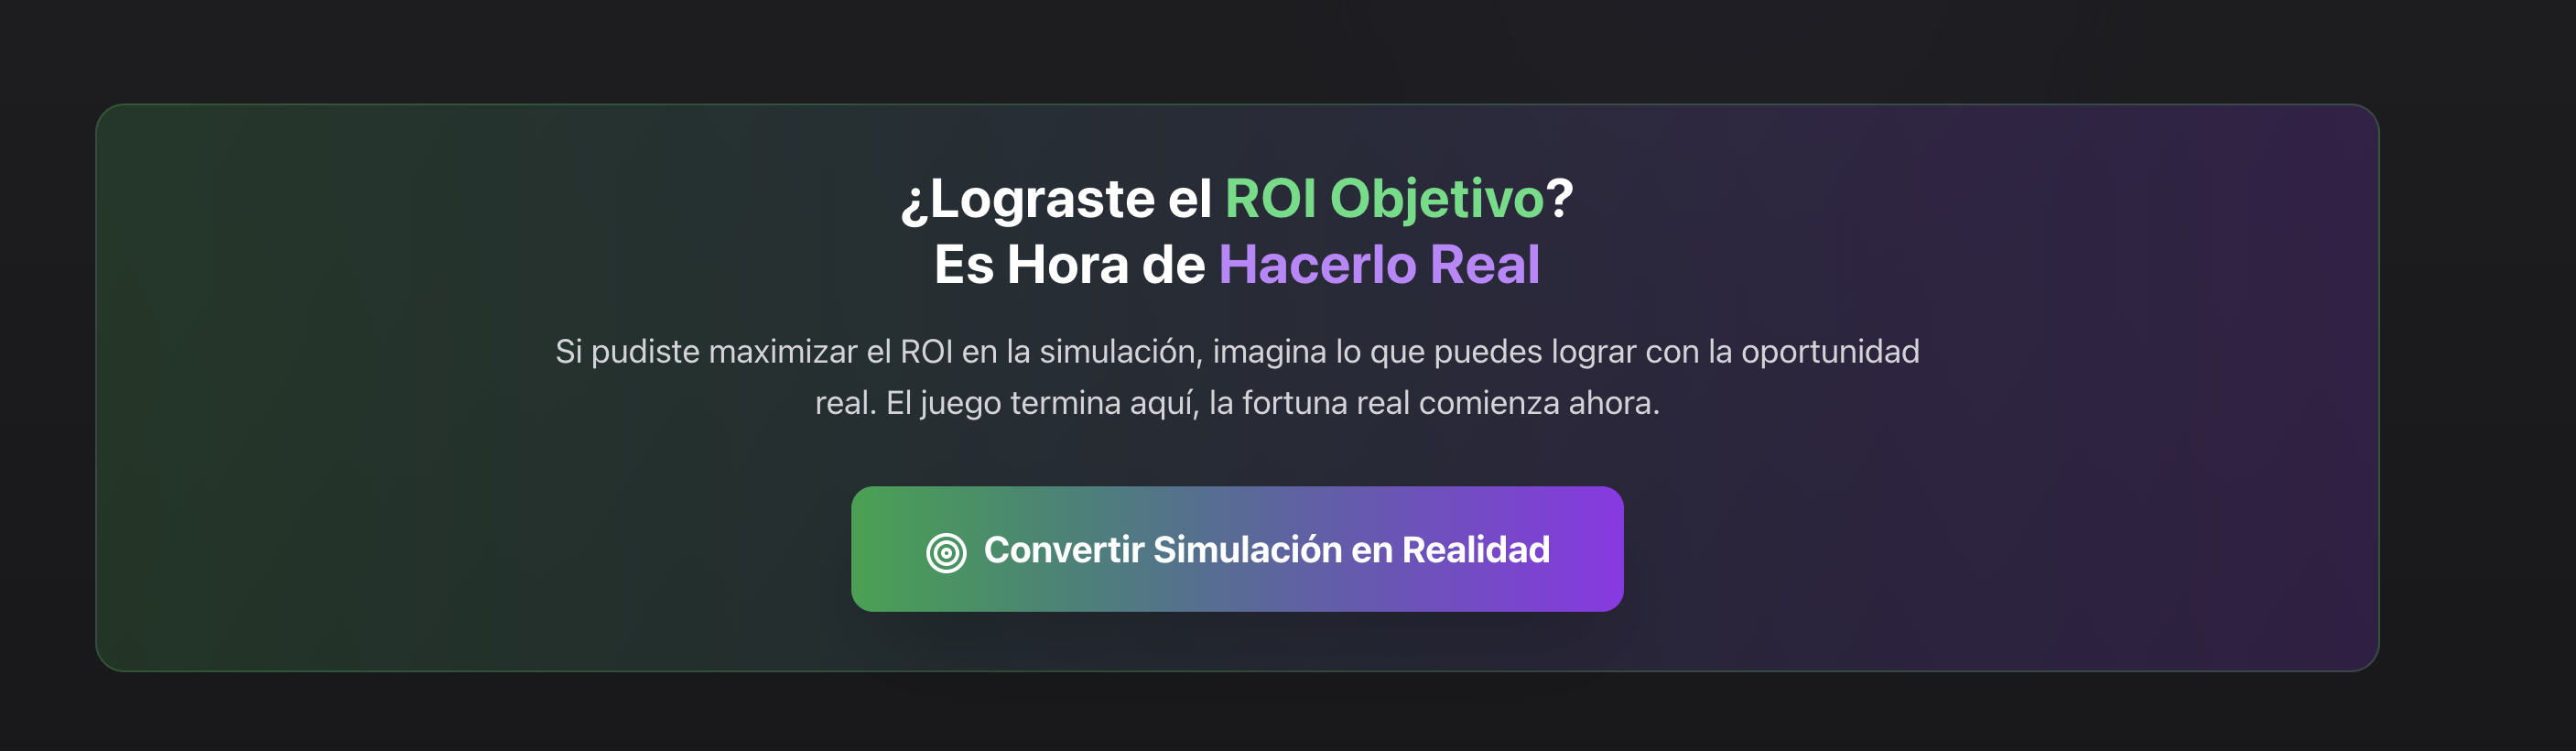 ¿Lograste el ROI Objetivo?
Es Hora de Hacerlo Real
Si pudiste maximizar el ROI en la simulación, imagina lo que puedes lograr con la oportunidad
real. El juego termina aquí, la fortuna real comienza ahora.
Convertir Simulación en Realidad